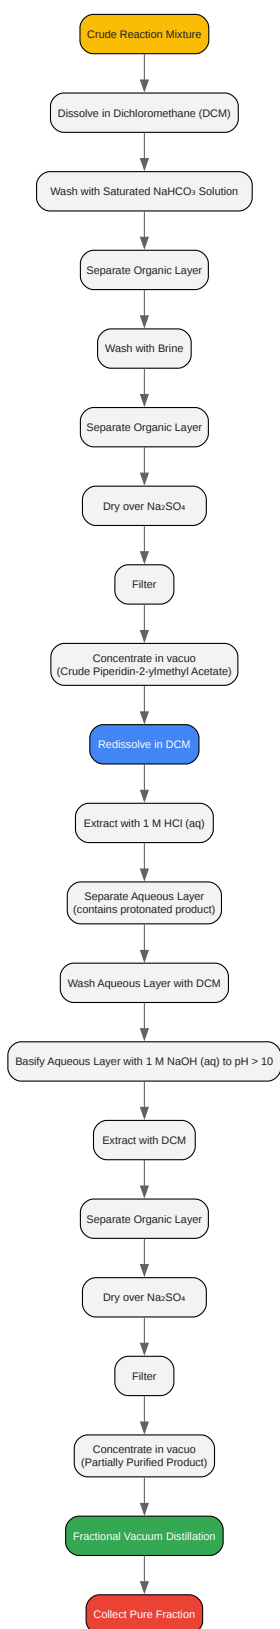 Crude Reaction Mixture
Dissolve in Dichloromethane (DCM)
Wash with Saturated NaHCO₃ Solution
Separate Organic Layer
Wash with Brine
Separate Organic Layer
Dry over Na₂SO₄
Filter
Concentrate in vacuo
(Crude Piperidin-2-ylmethyl Acetate)
Redissolve in DCM
Extract with 1 M HCl (aq)
Separate Aqueous Layer
(contains protonated product)
Wash Aqueous Layer with DCM
Basify Aqueous Layer with 1 M NaOH (aq) to pH > 10
Extract with DCM
Separate Organic Layer
Dry over Na₂SO₄
Filter
Concentrate in vacuo
(Partially Purified Product)
Fractional Vacuum Distillation
Collect Pure Fraction